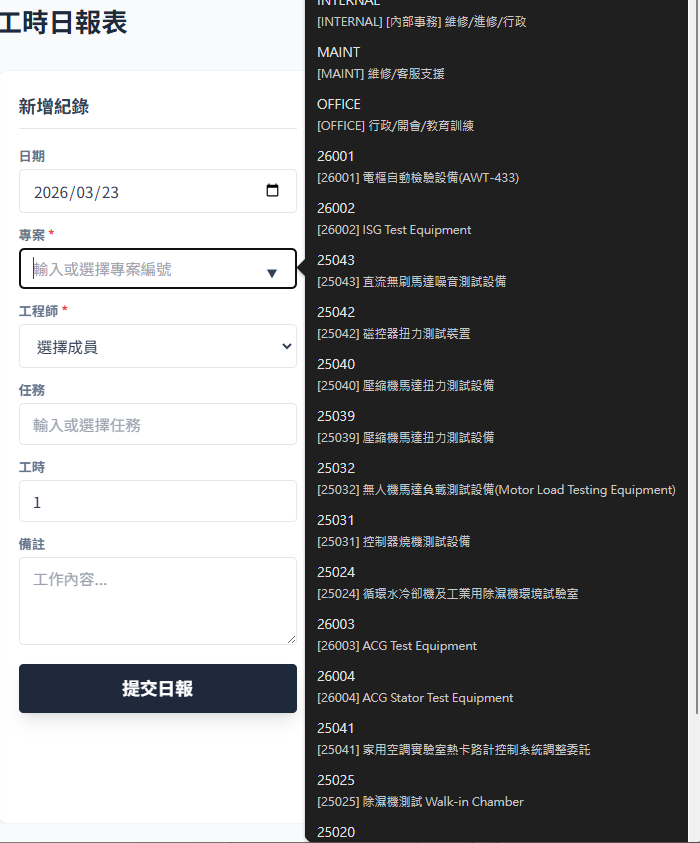 工時日報表
新增紀錄
日期
2026/03/23
專案 *
輸入或選擇專案編號
工程師 *
選擇成員
任務
輸入或選擇任務
工時
1
備註
工作內容...
提交日報
INTERNAL
[INTERNAL] [內部事務] 維修/進修/行政
MAINT
[MAINT] 維修/客服支援
OFFICE
[OFFICE] 行政/開會/教育訓練
26001
[26001] 電樞自動檢驗設備(AWT-433)
26002
[26002] ISG Test Equipment
25043
[25043] 直流無刷馬達噪音測試設備
25042
[25042] 磁控器扭力測試裝置
25040
[25040] 壓縮機馬達扭力測試設備
25039
[25039] 壓縮機馬達扭力測試設備
25032
[25032] 無人機馬達負載測試設備(Motor Load Testing Equipment)
25031
[25031] 控制器燒機測試設備
25024
[25024] 循環水冷卻機及工業用除濕機環境試驗室
26003
[26003] ACG Test Equipment
26004
[26004] ACG Stator Test Equipment
25041
[25041] 家用空調實驗室熱卡路計控制系統調整委託
25025
[25025] 除濕機測試 Walk-in Chamber
25020